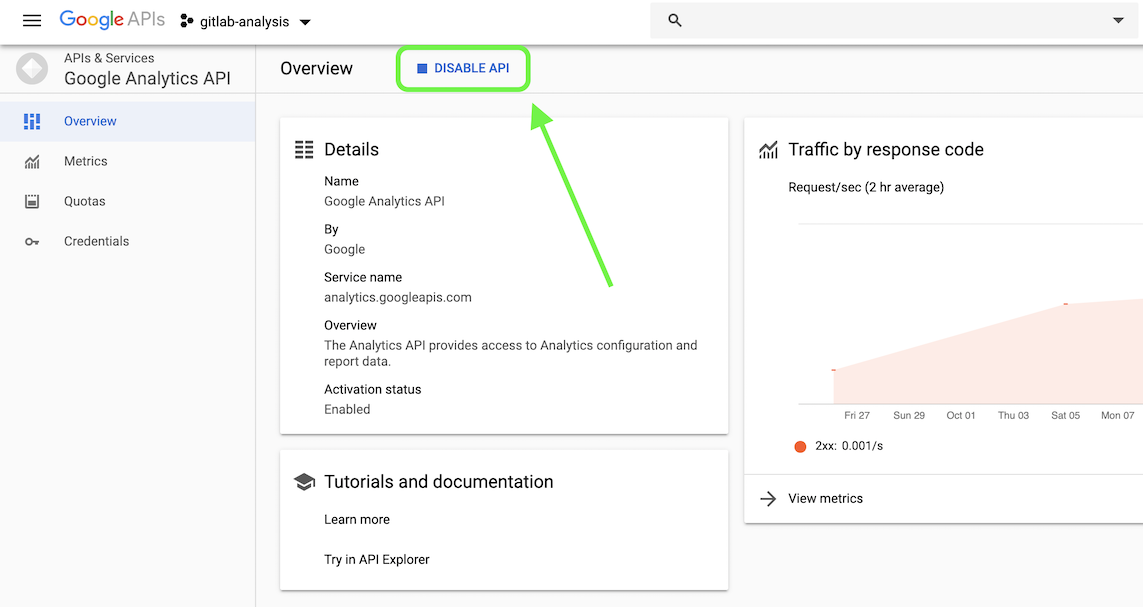 Google APIs
gitlab-analysis
APIs & Services
Google Analytics API
Overview
DISABLE API
Overview
Metrics
Quotas
Credentials
Details
Name
Google Analytics API
By
Google
Service name
analytics.googleapis.com
Overview
The Analytics API provides access to Analytics configuration and
report data.
Activation status
Enabled
Tutorials and documentation
Learn more
Try in API Explorer
Traffic by response code
Request/sec (2 hr average)
Fri 27 Sun 29 Oct 01 Thu 03 Sat 05 Mon 07
2xx: 0.001/s
View metrics